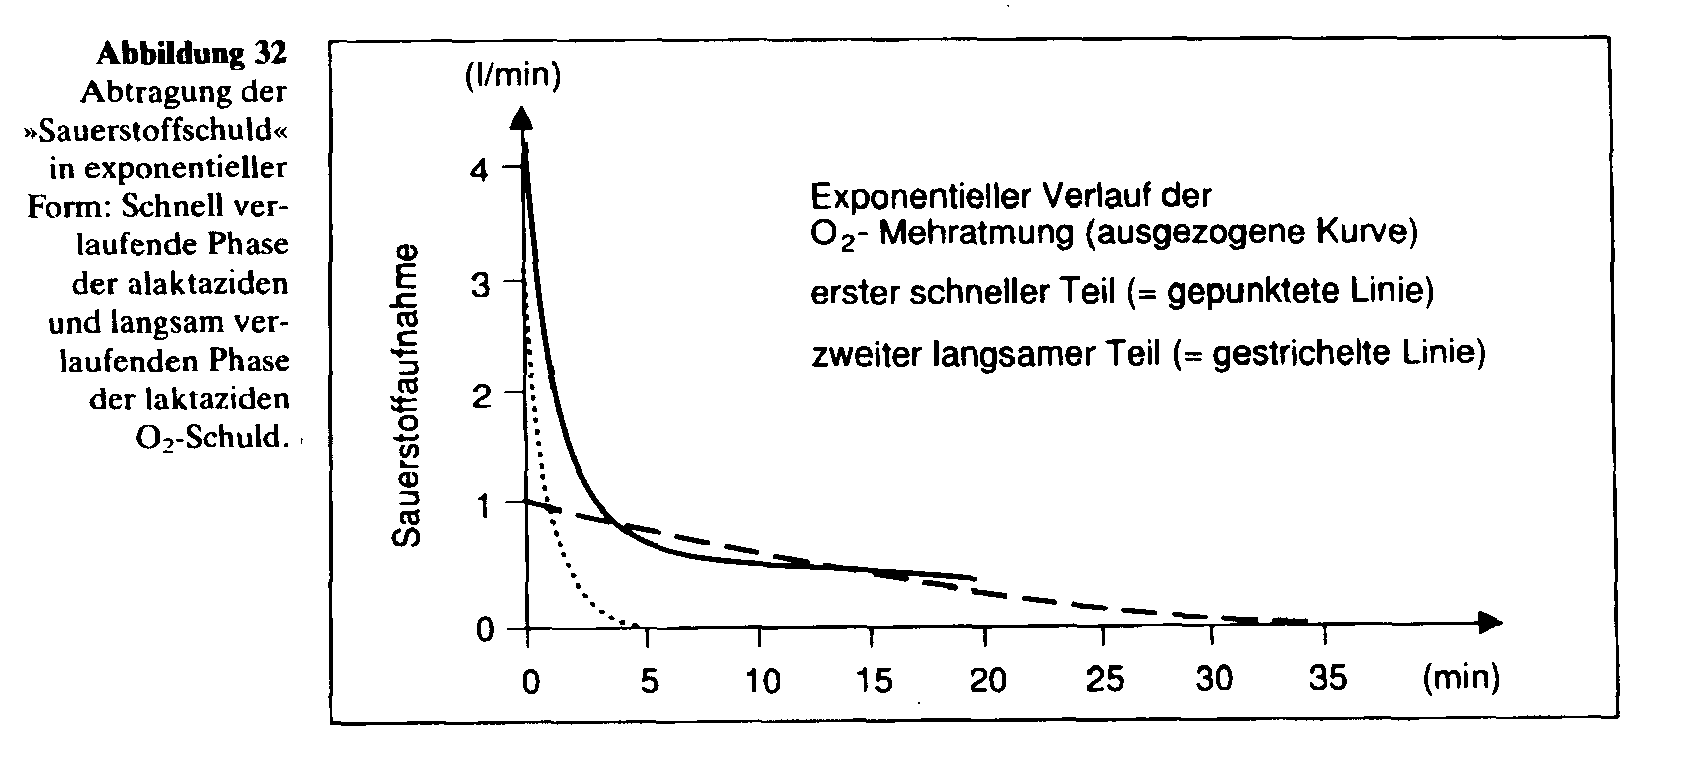 Abbildung 32
Abtragung der
»Sauerstoffschuld«
in exponentieller
Form: Schnell ver-
laufende Phase
der alaktaziden
und langsam ver-
laufenden Phase
der laktaziden
O₂-Schuld.
(l/min)
Sauerstoffaufnahme
4
3
2
1
0
Exponentieller Verlauf der
O₂- Mehratmung (ausgezogene Kurve)
erster schneller Teil (= gepunktete Linie)
zweiter langsamer Teil (= gestrichelte Linie)
0 5 10 15 20 25 30 35 (min)